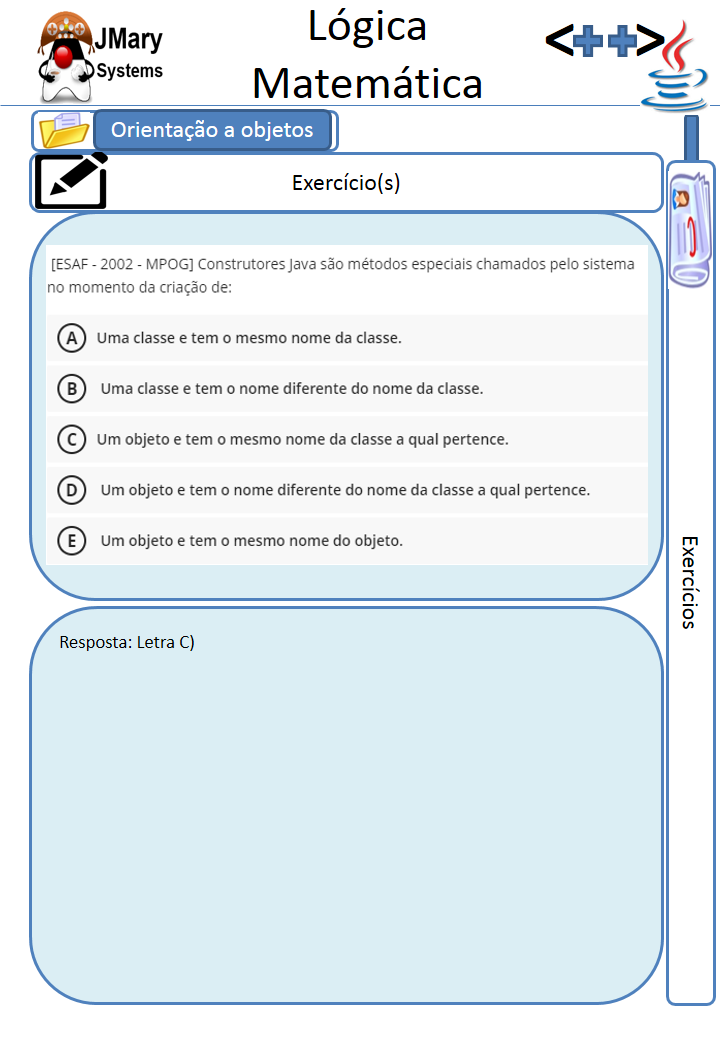 JMary
Systems
Lógica
Matemática
<++>
Orientação a objetos
Exercício(s)
[ESAF - 2002 - MPOG] Construtores Java são métodos especiais chamados pelo sistema
no momento da criação de:
A Uma classe e tem o mesmo nome da classe.
B Uma classe e tem o nome diferente do nome da classe.
C Um objeto e tem o mesmo nome da classe a qual pertence.
D Um objeto e tem o nome diferente do nome da classe a qual pertence.
E Um objeto e tem o mesmo nome do objeto.
Resposta: Letra C)
Exercícios